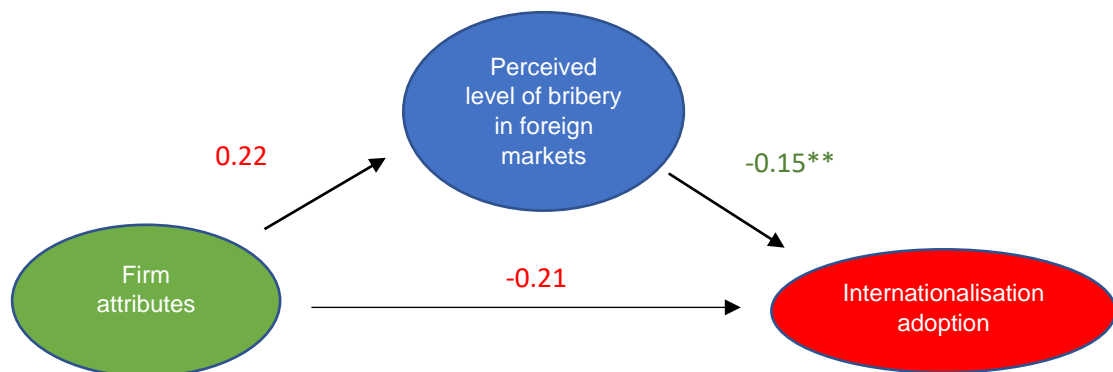 Perceived
level of bribery
in foreign
markets
0.22
-0.15**
Firm
attributes
-0.21
Internationalisation
adoption